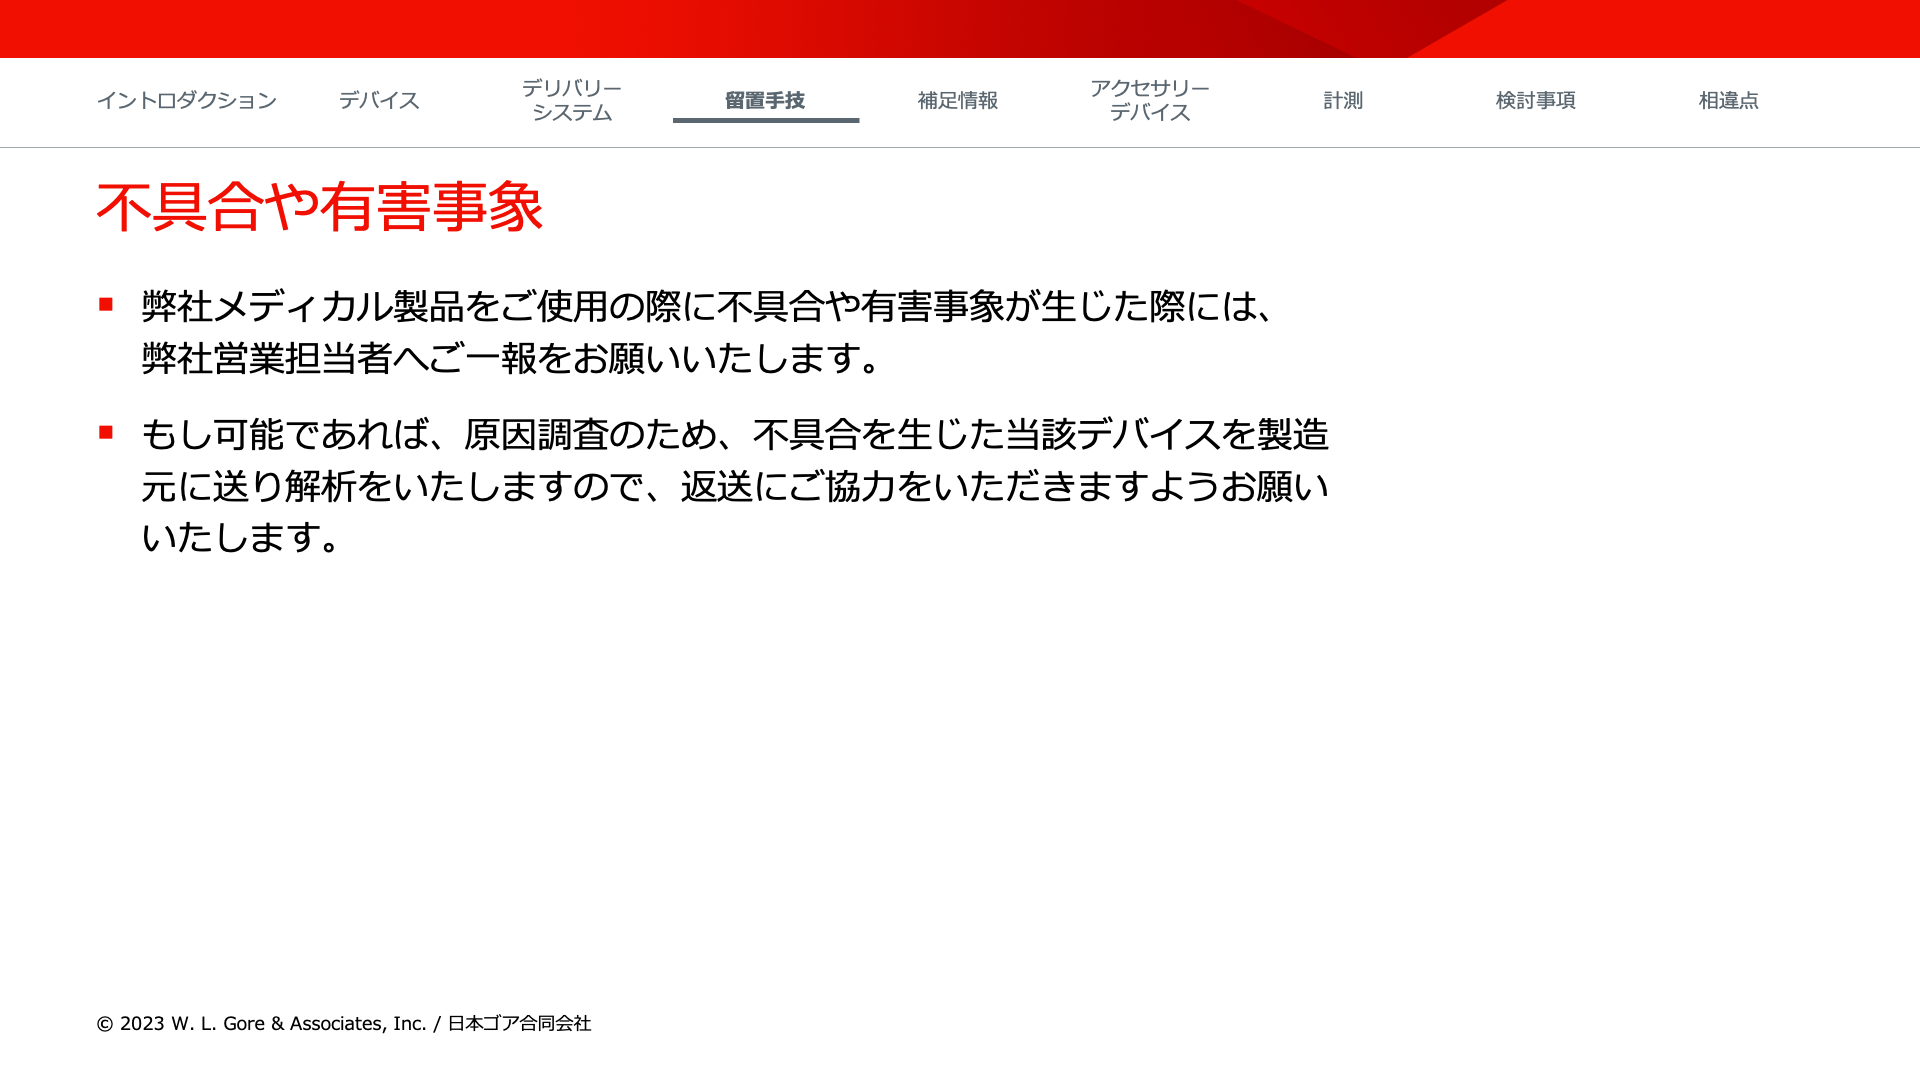 イントロダクション
デバイス
デリバリー
システム
留置手技
補足情報
アクセサリー
デバイス
計測
検討事項
相違点
不具合や有害事象
▪ 弊社メディカル製品をご使用の際に不具合や有害事象が生じた際には、
弊社営業担当者へご一報をお願いいたします。
▪ もし可能であれば、原因調査のため、不具合を生じた当該デバイスを製造
元に送り解析をいたしますので、返送にご協力をいただきますようお願い
いたします。
© 2023 W. L. Gore & Associates, Inc. / 日本ゴア合同会社